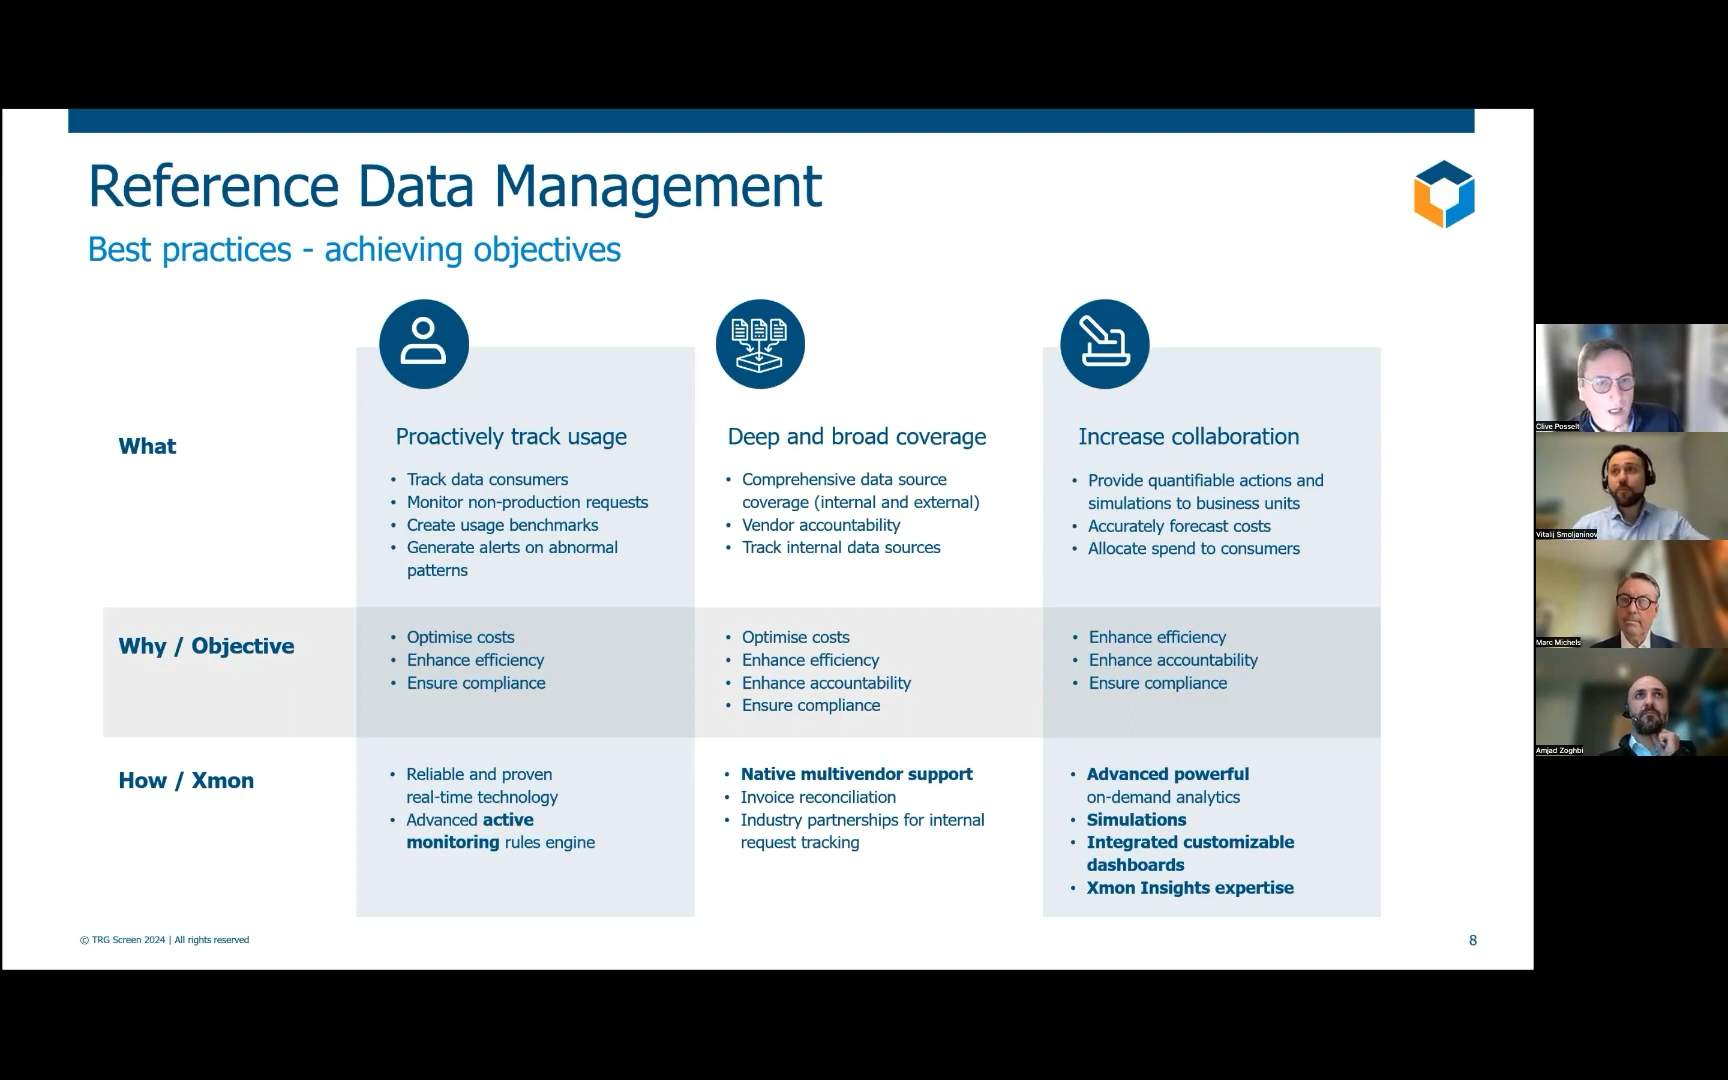 Reference Data Management
Best practices - achieving objectives
What
Proactively track usage
• Track data consumers
• Monitor non-production requests
• Create usage benchmarks
• Generate alerts on abnormal
patterns
Deep and broad coverage
• Comprehensive data source
coverage (internal and external)
• Vendor accountability
• Track internal data sources
Increase collaboration
• Provide quantifiable actions and
simulations to business units
• Accurately forecast costs
• Allocate spend to consumers
Why / Objective
• Optimise costs
• Enhance efficiency
• Ensure compliance
• Optimise costs
• Enhance efficiency
• Enhance accountability
• Ensure compliance
• Enhance efficiency
• Enhance accountability
• Ensure compliance
How / Xmon
• Reliable and proven
real-time technology
• Advanced active
monitoring rules engine
• Native multivendor support
• Invoice reconciliation
• Industry partnerships for internal
request tracking
• Advanced powerful
on-demand analytics
• Simulations
• Integrated customizable
dashboards
• Xmon Insights expertise
© TRG Screen 2024 | All rights reserved
8
Clive Posselt
Vitalij Smoljaninov
Marc Michels
Amjad Zoghbi